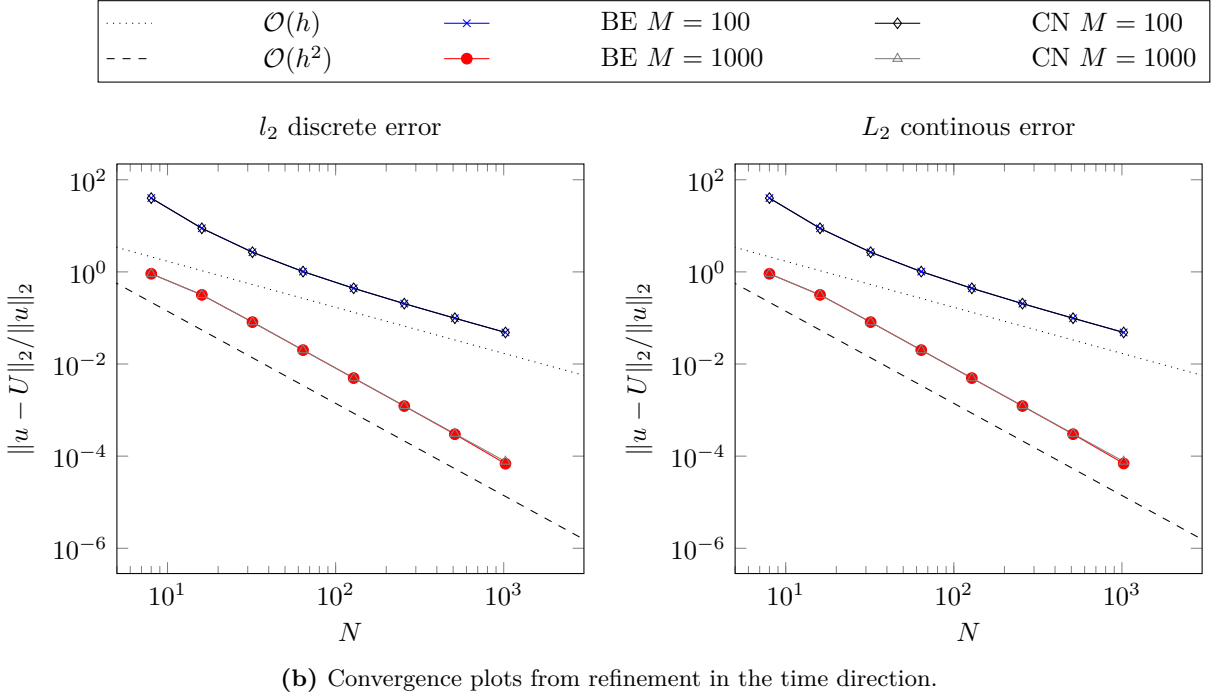 𝒪(h) BE M = 100 CN M = 100
𝒪(h²) BE M = 1000 CN M = 1000
l₂ discrete error
10²
10⁰
10⁻²
10⁻⁴
10⁻⁶
‖u − U‖₂/‖u‖₂
10¹ 10² 10³
N
L₂ continous error
10²
10⁰
10⁻²
10⁻⁴
10⁻⁶
‖u − U‖₂/‖u‖₂
10¹ 10² 10³
N
(b) Convergence plots from refinement in the time direction.